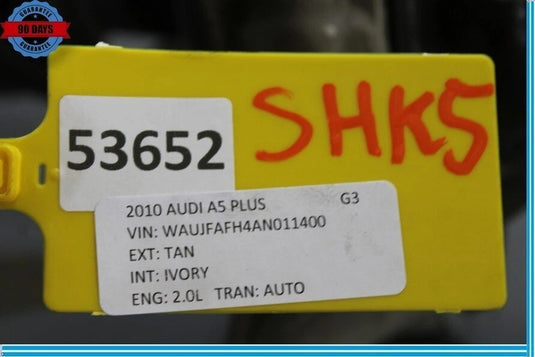 GUARANTEE
90 DAYS
GUARANTEE
53652
SHK5
2010 AUDI A5 PLUS G3
VIN: WAUJFAFH4AN011400
EXT: TAN
INT: IVORY
ENG: 2.0L TRAN: AUTO